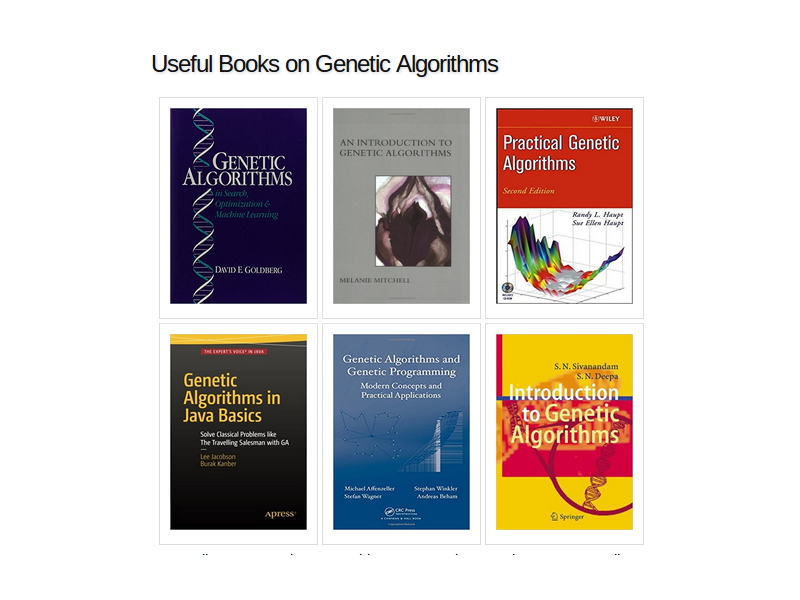 Useful Books on Genetic Algorithms
GENETIC
ALGORITHMS
in Search,
Optimization &
Machine Learning
DAVID E. GOLDBERG
AN INTRODUCTION TO
GENETIC ALGORITHMS
MELANIE MITCHELL
WILEY
Practical Genetic
Algorithms
Second Edition
Randy L. Haupt
Sue Ellen Haupt
THE EXPERT'S VOICE® IN JAVA
Genetic
Algorithms in
Java Basics
Solve Classical Problems like
The Travelling Salesman with GA
—
Lee Jacobson
Burak Kanber
Apress®
Genetic Algorithms and
Genetic Programming
Modern Concepts and
Practical Applications
Michael Affenzeller
Stephan Winkler
Stefan Wagner
Andreas Beham
CRC Press
A CHAPMAN & HALL BOOK
S. N. Sivanandam
S. N. Deepa
Introduction
to Genetic
Algorithms
Springer